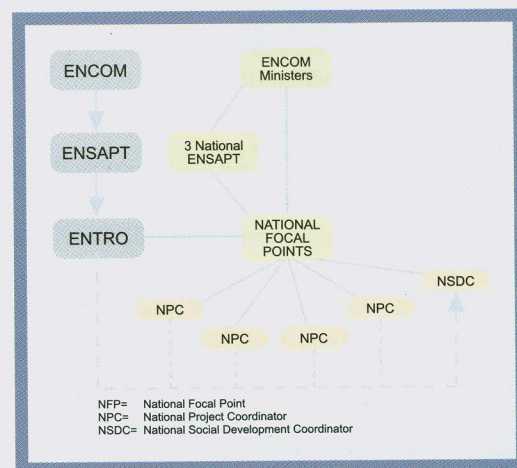 ENCOM
ENCOM
Ministers
ENSAPT
3 National
ENSAPT
ENTRO
NATIONAL
FOCAL
POINTS
NSDC
NPC
NPC
NPC
NPC
NFP= National Focal Point
NPC= National Project Coordinator
NSDC= National Social Development Coordinator